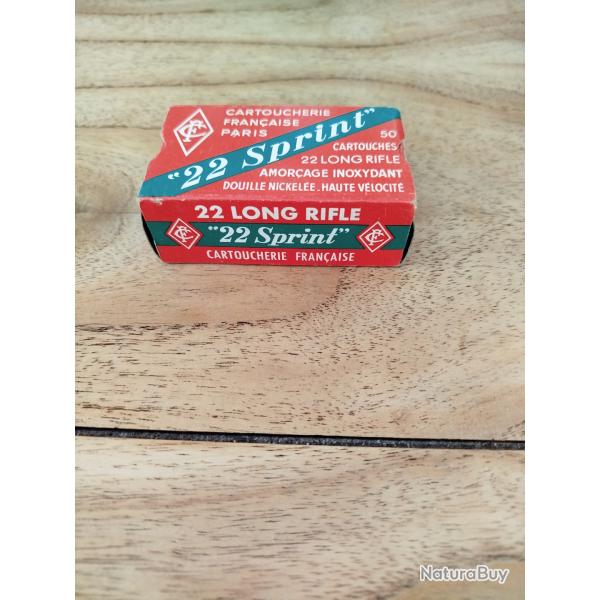 CARTOUCHERIE
FRANÇAISE
PARIS
"22 Sprint"
50
CARTOUCHES
22 LONG RIFLE
AMORÇAGE INOXYDANT
DOUILLE NICKELÉE. HAUTE VÉLOCITÉ
22 LONG RIFLE
"22 Sprint"
CARTOUCHERIE FRANÇAISE
NaturaBuy